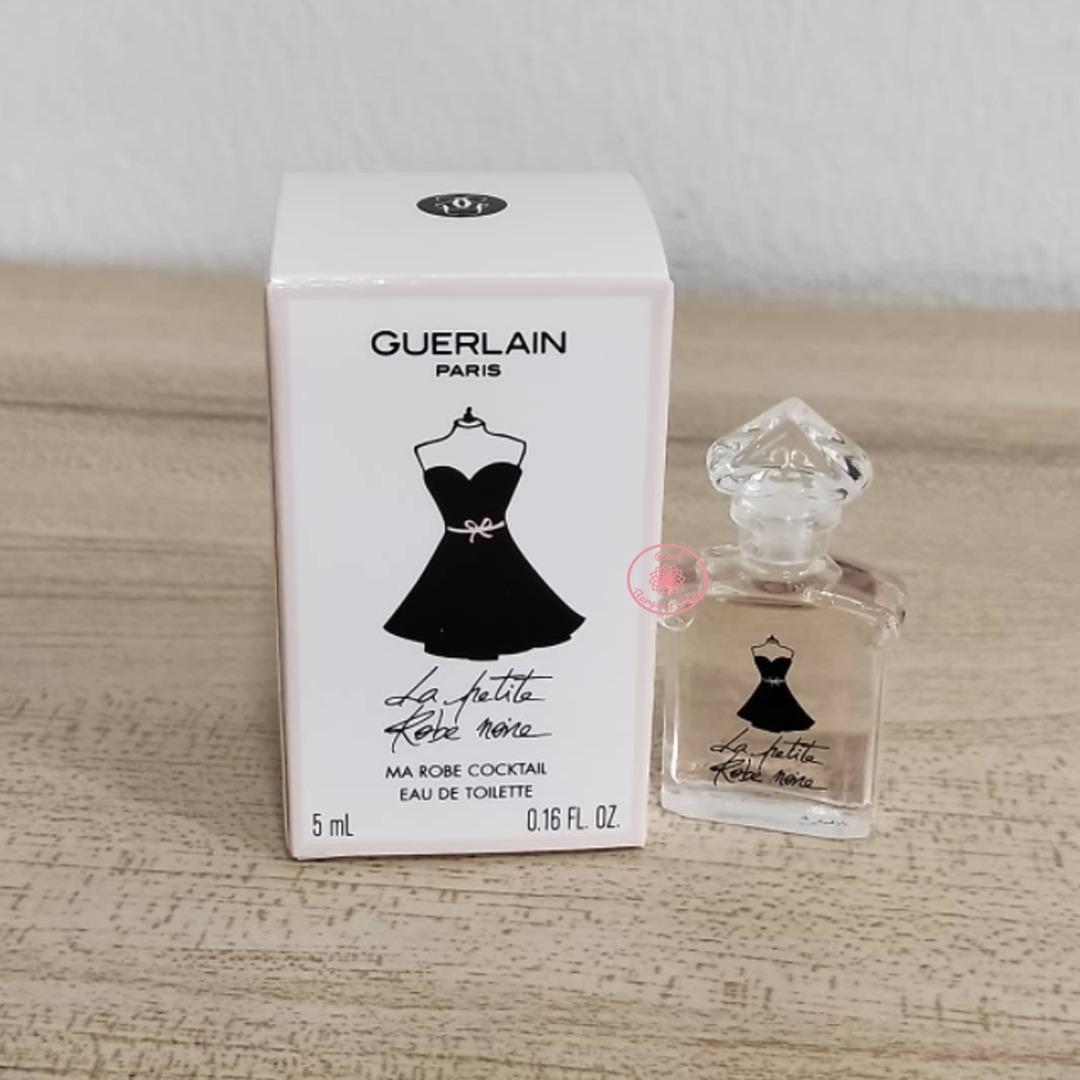 GUERLAIN
PARIS
La petite
Robe noire
MA ROBE COCKTAIL
EAU DE TOILETTE
5 mL
0.16 FL. OZ.
La petite
Robe noire